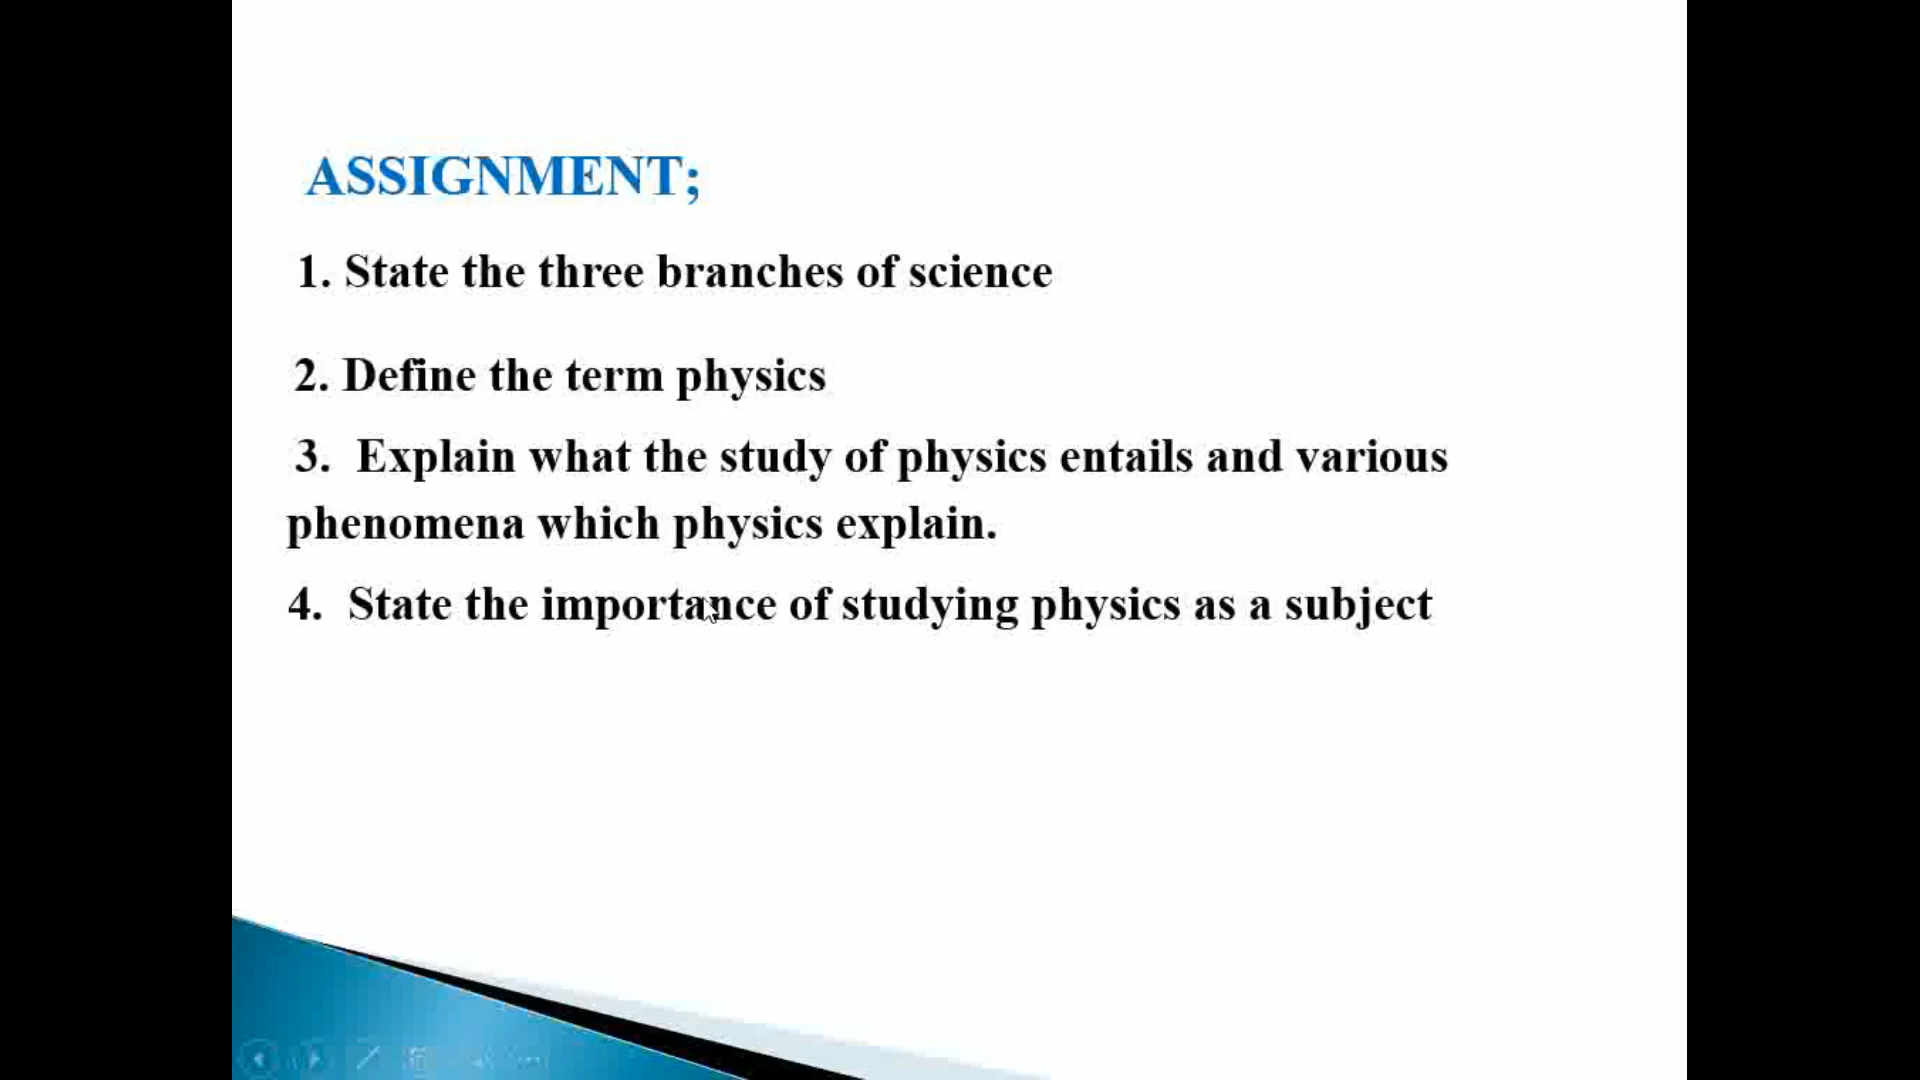 ASSIGNMENT;
1. State the three branches of science
2. Define the term physics
3. Explain what the study of physics entails and various
phenomena which physics explain.
4. State the importance of studying physics as a subject